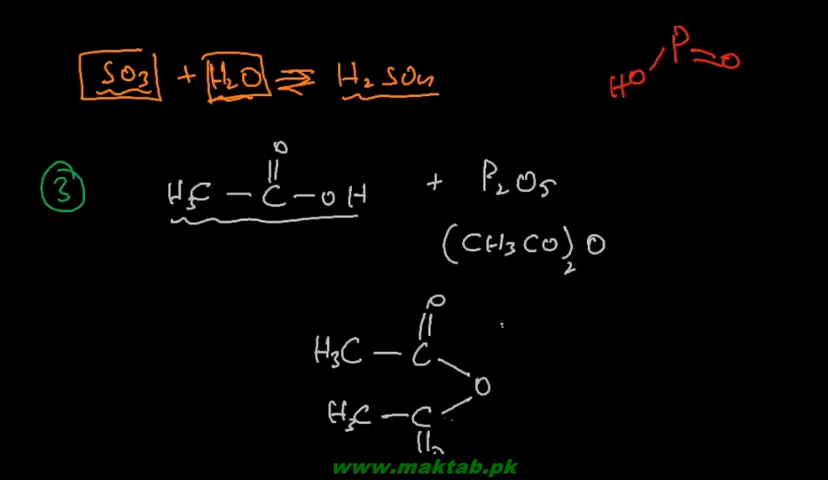 SO3 + H2O ⇌ H2SO4
HO P O
3 H3C - C - OH + P2O5
O
(CH3CO)2O
O
H3C - C
O
H3C - C
O
www.maktab.pk